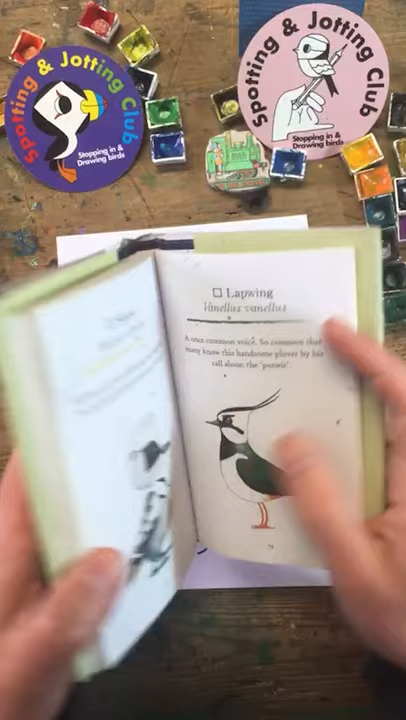 Spotting & Jotting Club
Stopping in &
Drawing birds
Spotting & Jotting Club
Stopping in &
Drawing birds
Lapwing
Vanellus vanellus
A once common voice. So common that
many know this handsome plover by his
call alone: the